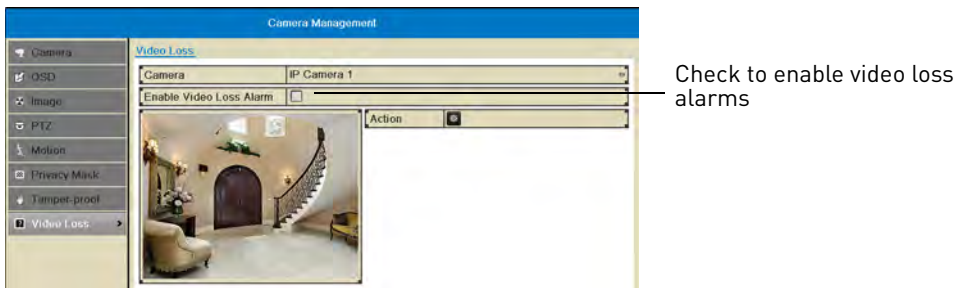 Camera Management
Camera
OSD
Image
PTZ
Motion
Privacy Mask
Tamper-proof
Video Loss
Video Loss
Camera IP Camera 1
Enable Video Loss Alarm
Action
Check to enable video loss
alarms